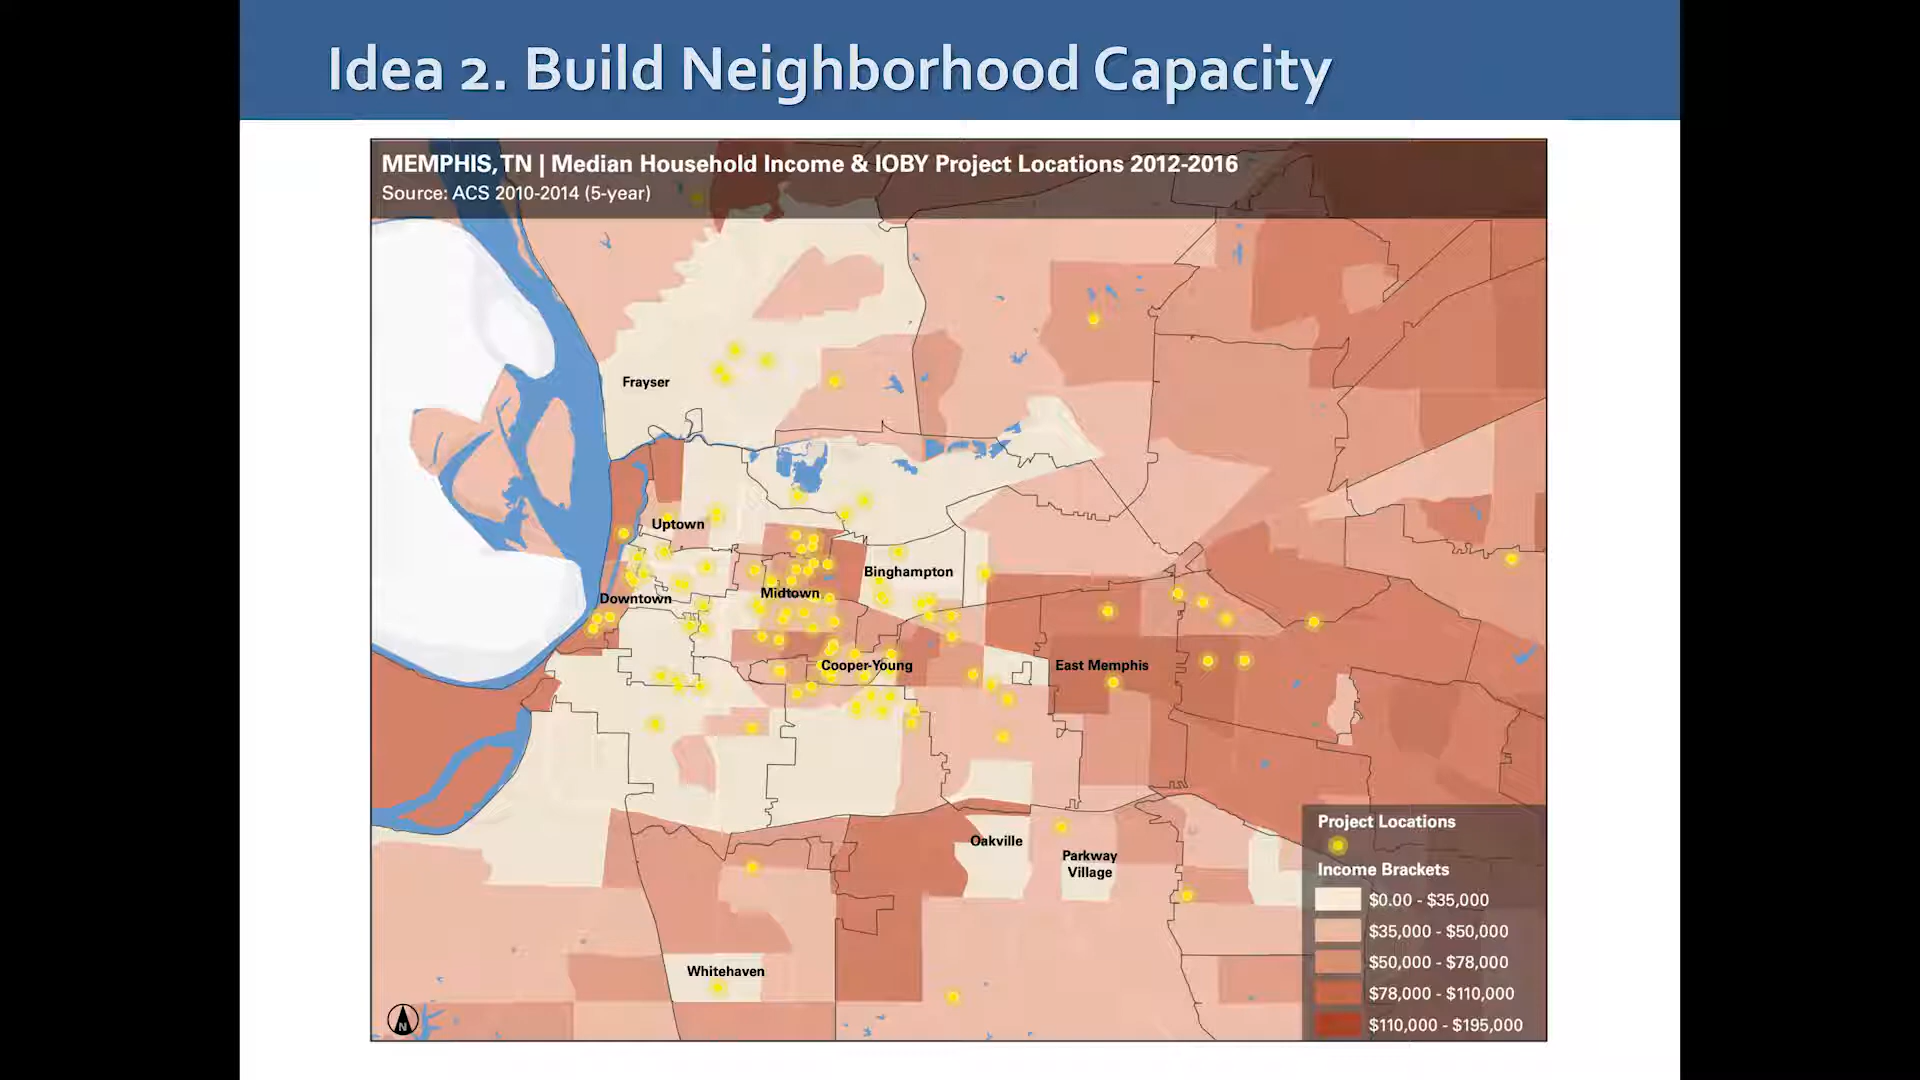 Idea 2. Build Neighborhood Capacity
MEMPHIS, TN | Median Household Income & IOBY Project Locations 2012-2016
Source: ACS 2010-2014 (5-year)
Frayser
Uptown
Binghampton
Midtown
Downtown
Cooper-Young
East Memphis
Oakville
Parkway
Village
Whitehaven
Project Locations
Income Brackets
$0.00 - $35,000
$35,000 - $50,000
$50,000 - $78,000
$78,000 - $110,000
$110,000 - $195,000
N